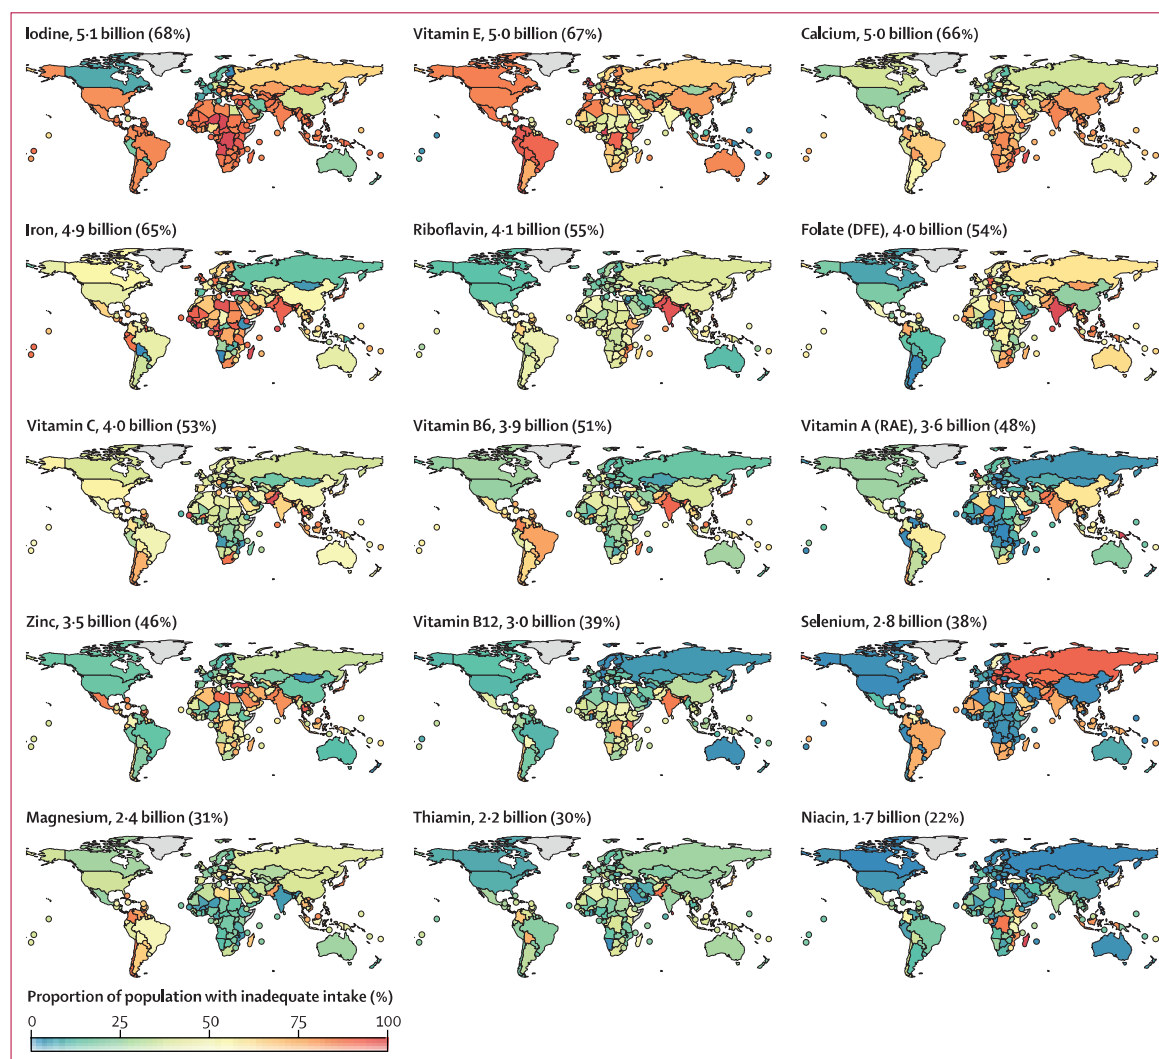 Iodine, 5·1 billion (68%)
Vitamin E, 5·0 billion (67%)
Calcium, 5·0 billion (66%)
Iron, 4·9 billion (65%)
Riboflavin, 4·1 billion (55%)
Folate (DFE), 4·0 billion (54%)
Vitamin C, 4·0 billion (53%)
Vitamin B6, 3·9 billion (51%)
Vitamin A (RAE), 3·6 billion (48%)
Zinc, 3·5 billion (46%)
Vitamin B12, 3·0 billion (39%)
Selenium, 2·8 billion (38%)
Magnesium, 2·4 billion (31%)
Thiamin, 2·2 billion (30%)
Niacin, 1·7 billion (22%)
Proportion of population with inadequate intake (%)
0 25 50 75 100